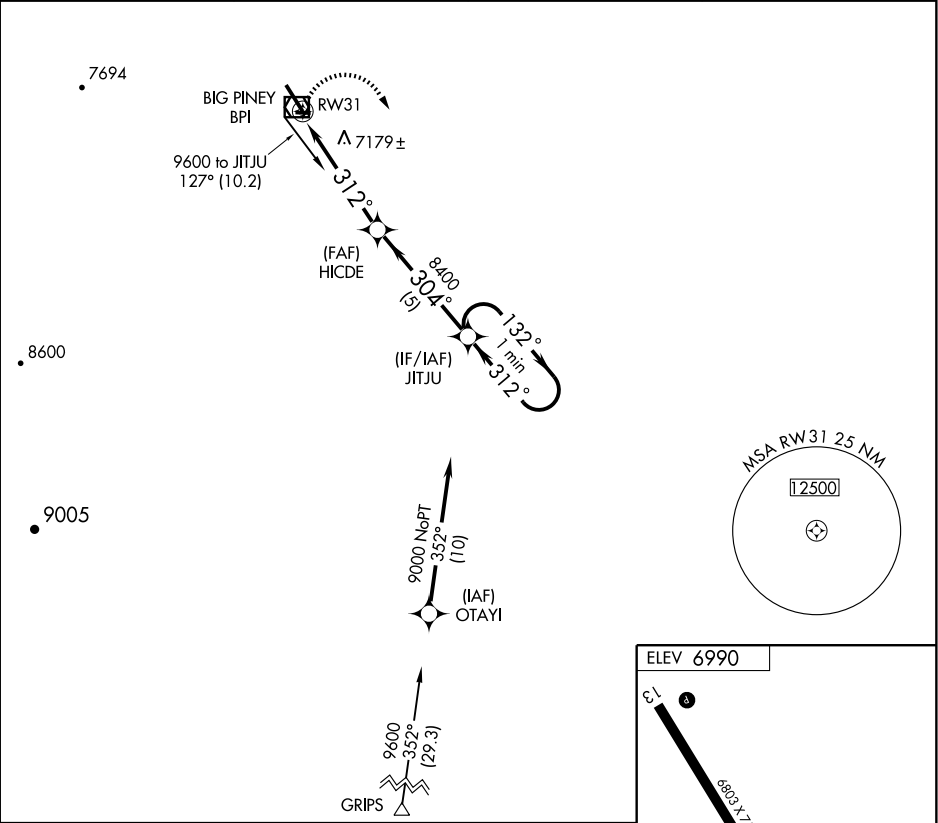 7694
BIG PINEY
BPI
RW31
7179±
9600 to JITJU
127° (10.2)
312°
(FAF)
HICDE
8400
304°
(5)
(IF/IAF)
JITJU
132°
1 min
312°
8600
MSA RW31 25 NM
12500
9005
9000 NoPT
352°
(10)
(IAF)
OTAYI
9600
352°
(29.3)
GRIPS
ELEV 6990
13
P
6803 X 7